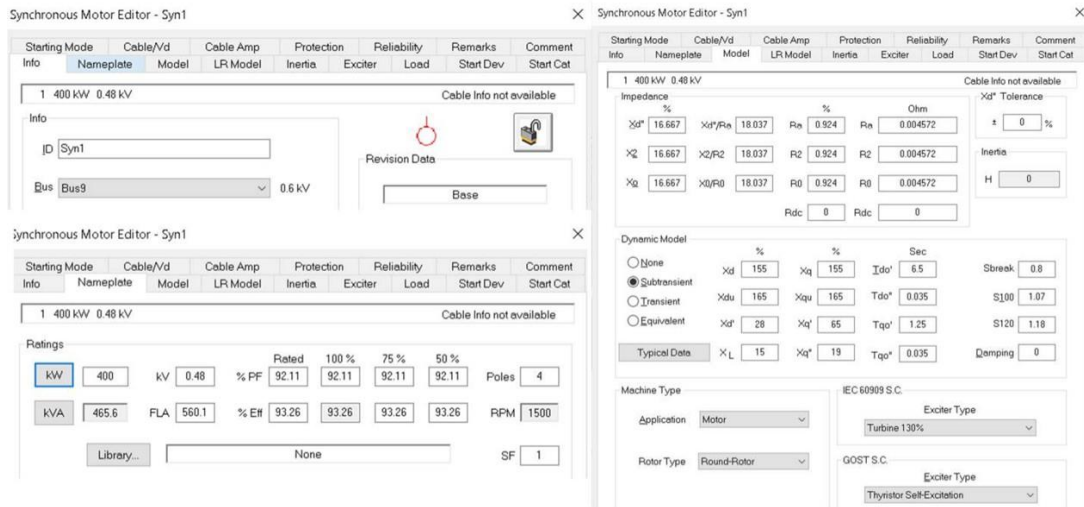 Synchronous Motor Editor - Syn1
Starting Mode Cable/Vd Cable Amp Protection Reliability Remarks Comment
Info Nameplate Model LR Model Inertia Exciter Load Start Dev Start Cat
1 400 kW 0.48 kV Cable Info not available
Info
ID Syn1
Revision Data
Bus Bus9 0.6 kV
Base
Synchronous Motor Editor - Syn1
Starting Mode Cable/Vd Cable Amp Protection Reliability Remarks Comment
Info Nameplate Model LR Model Inertia Exciter Load Start Dev Start Cat
1 400 kW 0.48 kV Cable Info not available
Ratings
Rated 100 % 75 % 50 %
kW 400 kV 0.48 % PF 92.11 92.11 92.11 92.11 Poles 4
kVA 465.6 FLA 560.1 % Eff 93.26 93.26 93.26 93.26 RPM 1500
Library... None SF 1
Synchronous Motor Editor - Syn1
Starting Mode Cable/Vd Cable Amp Protection Reliability Remarks Comment
Info Nameplate Model LR Model Inertia Exciter Load Start Dev Start Cat
1 400 kW 0.48 kV Cable Info not available
Impedance Xd" Tolerance
% % Ohm
Xd" 16.667 Xd"/Ra 18.037 Ra 0.924 Ra 0.004572 ± 0 %
X2 16.667 X2/R2 18.037 R2 0.924 R2 0.004572 Inertia
X0 16.667 X0/R0 18.037 R0 0.924 R0 0.004572 H 0
Rdc 0 Rdc 0
Dynamic Model
% % Sec
None Xd 155 Xq 155 Tdo' 6.5 Sbreak 0.8
Subtransient Xdu 165 Xqu 165 Tdo" 0.035 S100 1.07
Transient Xd' 28 Xq' 65 Tqo' 1.25 S120 1.18
Equivalent
Typical Data XL 15 Xq" 19 Tqo" 0.035 Damping 0
Machine Type IEC 60909 S.C.
Exciter Type
Application Motor Turbine 130%
Rotor Type Round-Rotor GOST S.C.
Exciter Type
Thyristor Self-Excitation